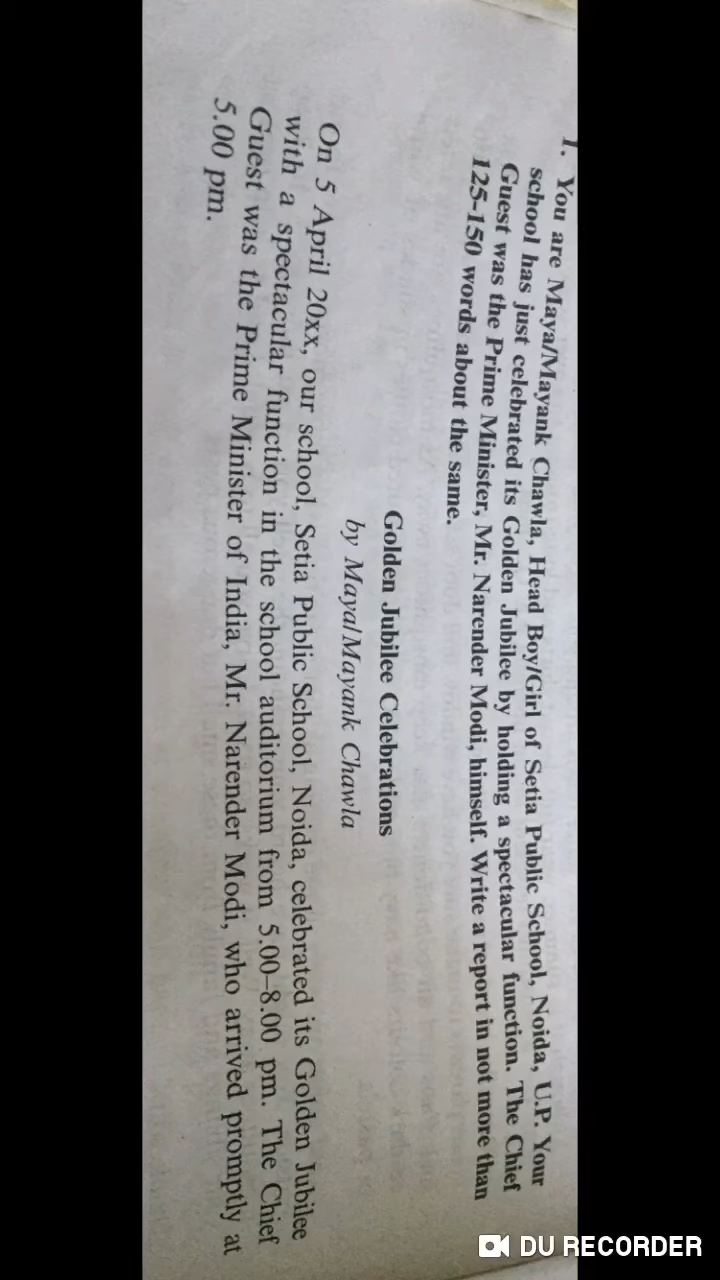 1. You are Maya/Mayank Chawla, Head Boy/Girl of Setia Public School, Noida, U.P. Your
school has just celebrated its Golden Jubilee by holding a spectacular function. The Chief
Guest was the Prime Minister, Mr. Narender Modi, himself. Write a report in not more than
125-150 words about the same.
Golden Jubilee Celebrations
by Maya/Mayank Chawla
On 5 April 20xx, our school, Setia Public School, Noida, celebrated its Golden Jubilee
with a spectacular function in the school auditorium from 5.00–8.00 pm. The Chief
Guest was the Prime Minister of India, Mr. Narender Modi, who arrived promptly at
5.00 pm.
DU RECORDER